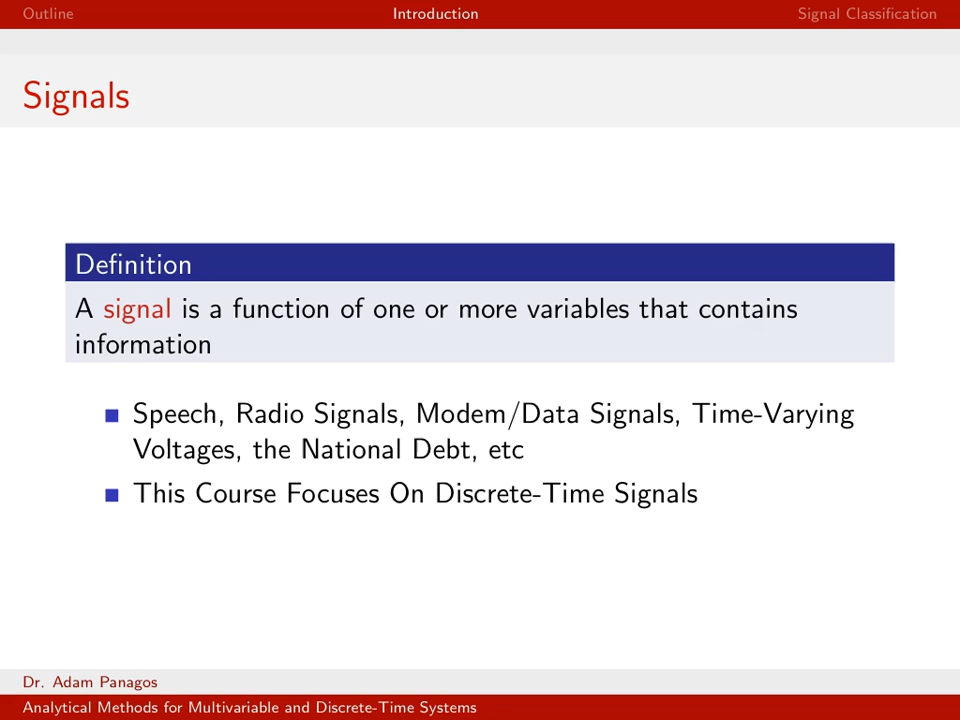 Outline Introduction Signal Classification
Signals
Definition
A signal is a function of one or more variables that contains
information
Speech, Radio Signals, Modem/Data Signals, Time-Varying
Voltages, the National Debt, etc
This Course Focuses On Discrete-Time Signals
Dr. Adam Panagos
Analytical Methods for Multivariable and Discrete-Time Systems